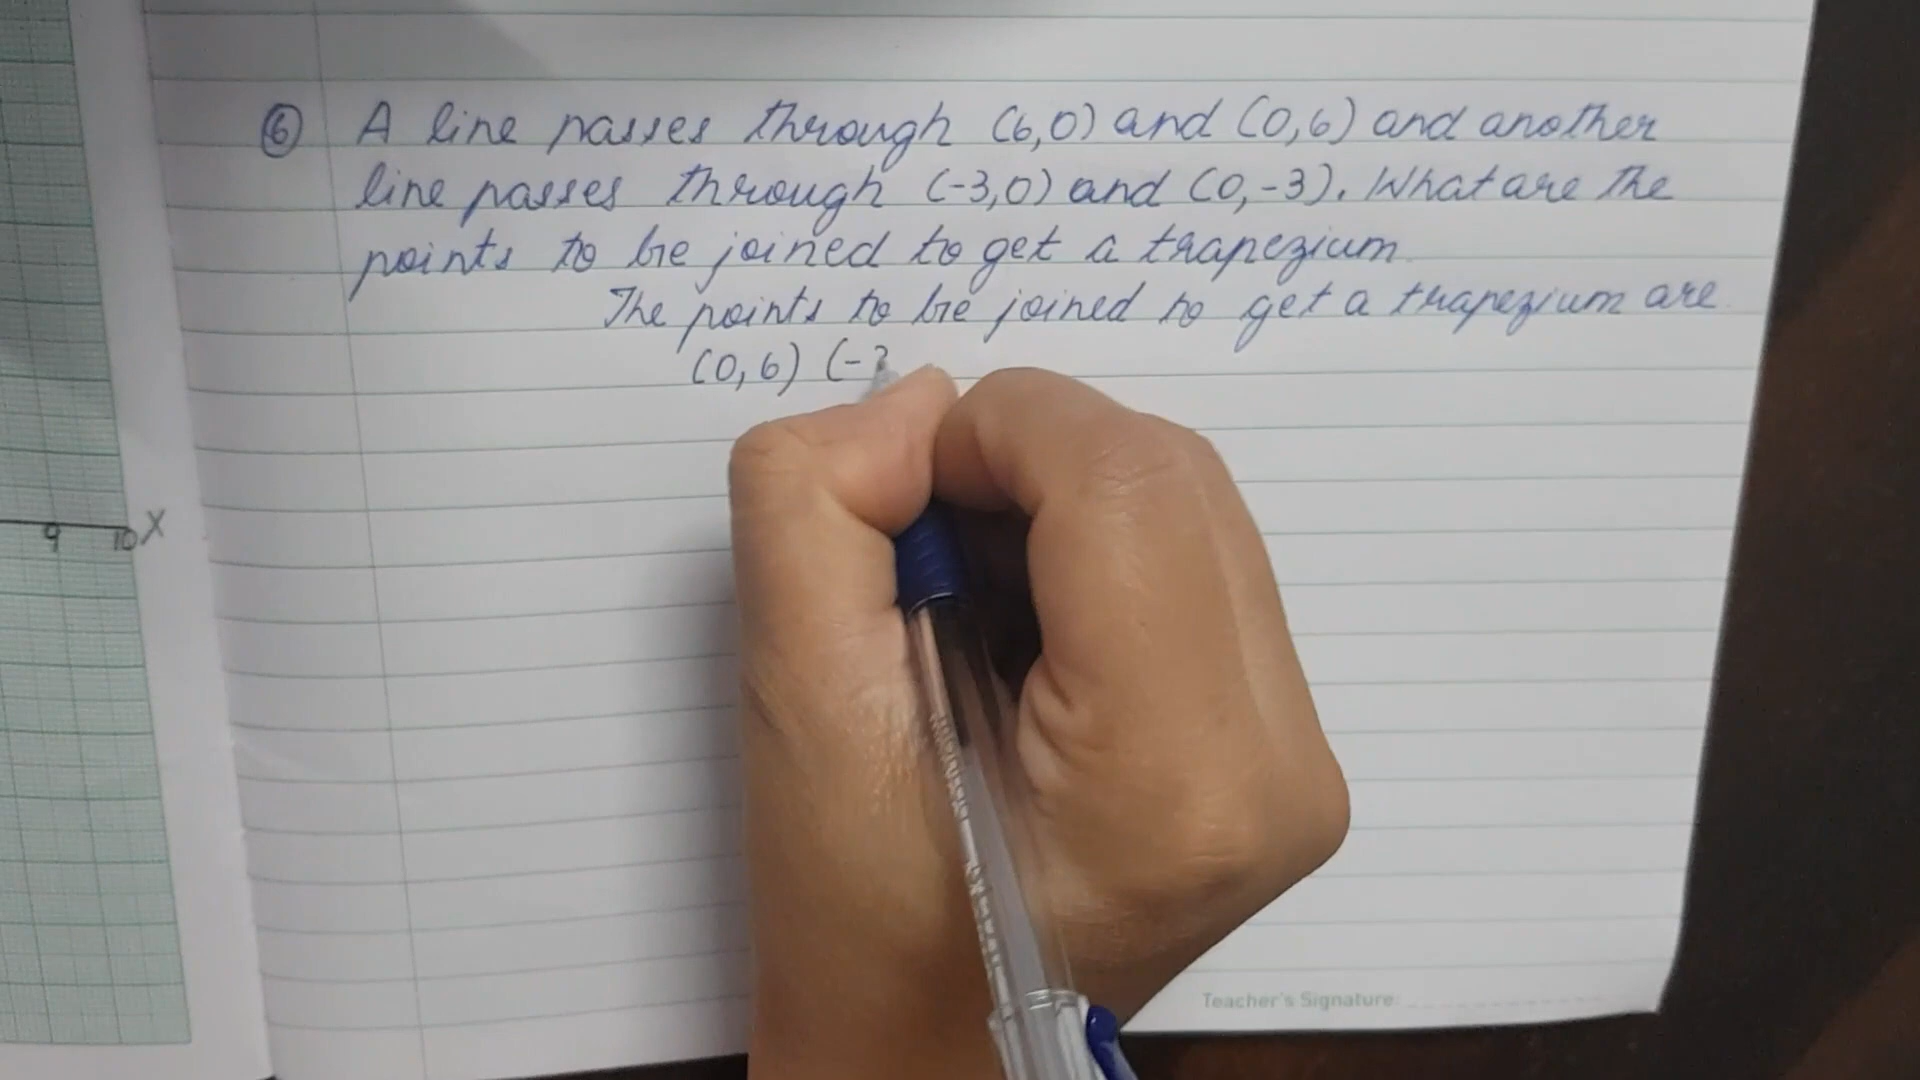 9 10 X
⑥ A line passes through (6,0) and (0,6) and another
line passes through (-3,0) and (0,-3). What are the
points to be joined to get a trapezium.
The points to be joined to get a trapezium are
(0,6) (-3
Teacher's Signature: